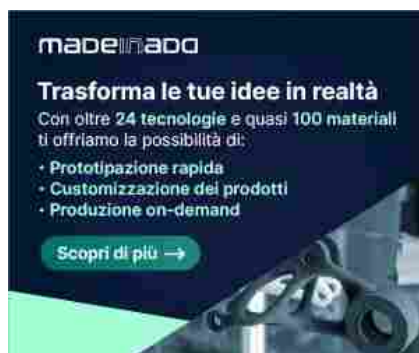 madeinadd
Trasforma le tue idee in realtà
Con oltre 24 tecnologie e quasi 100 materiali
ti offriamo la possibilità di:
• Prototipazione rapida
• Customizzazione dei prodotti
• Produzione on-demand
Scopri di più →